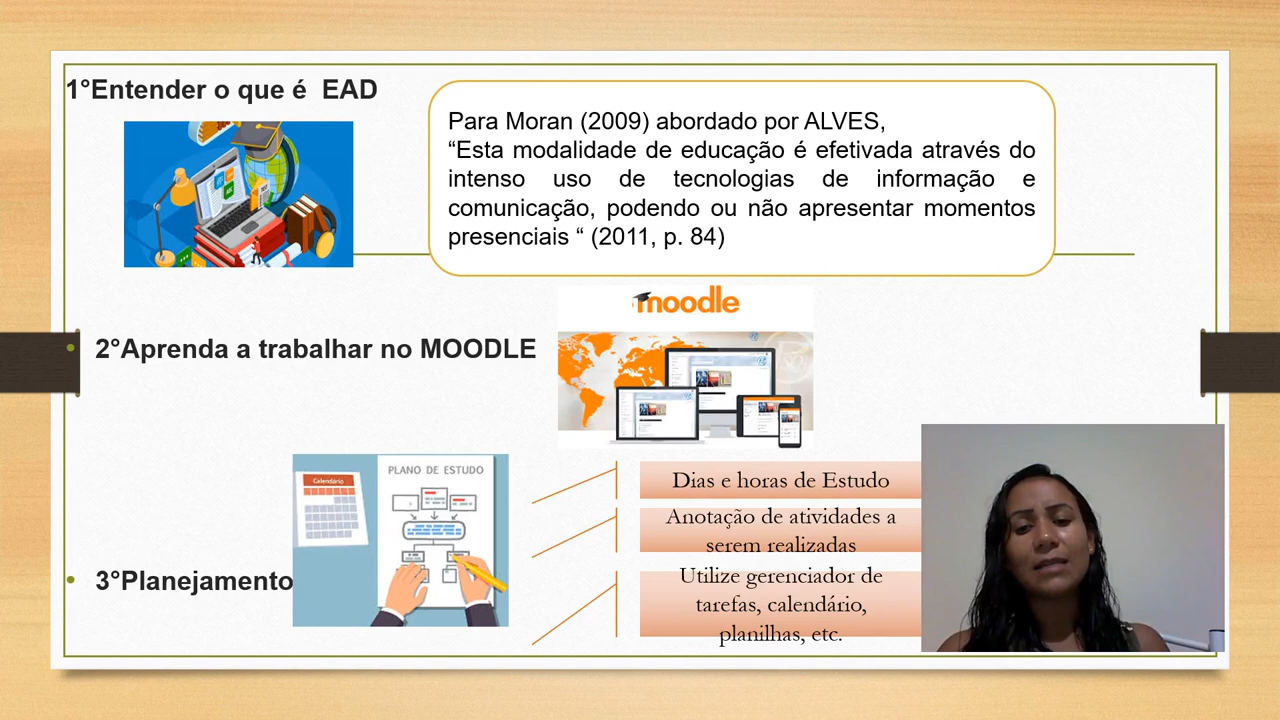 1°Entender o que é  EAD
Para Moran (2009) abordado por ALVES,
“Esta modalidade de educação é efetivada através do
intenso uso de tecnologias de informação e
comunicação, podendo ou não apresentar momentos
presenciais “ (2011, p. 84)
moodle
2°Aprenda a trabalhar no MOODLE
Calendário
PLANO DE ESTUDO
3°Planejamento
Dias e horas de Estudo
Anotação de atividades a
serem realizadas
Utilize gerenciador de
tarefas, calendário,
planilhas, etc.